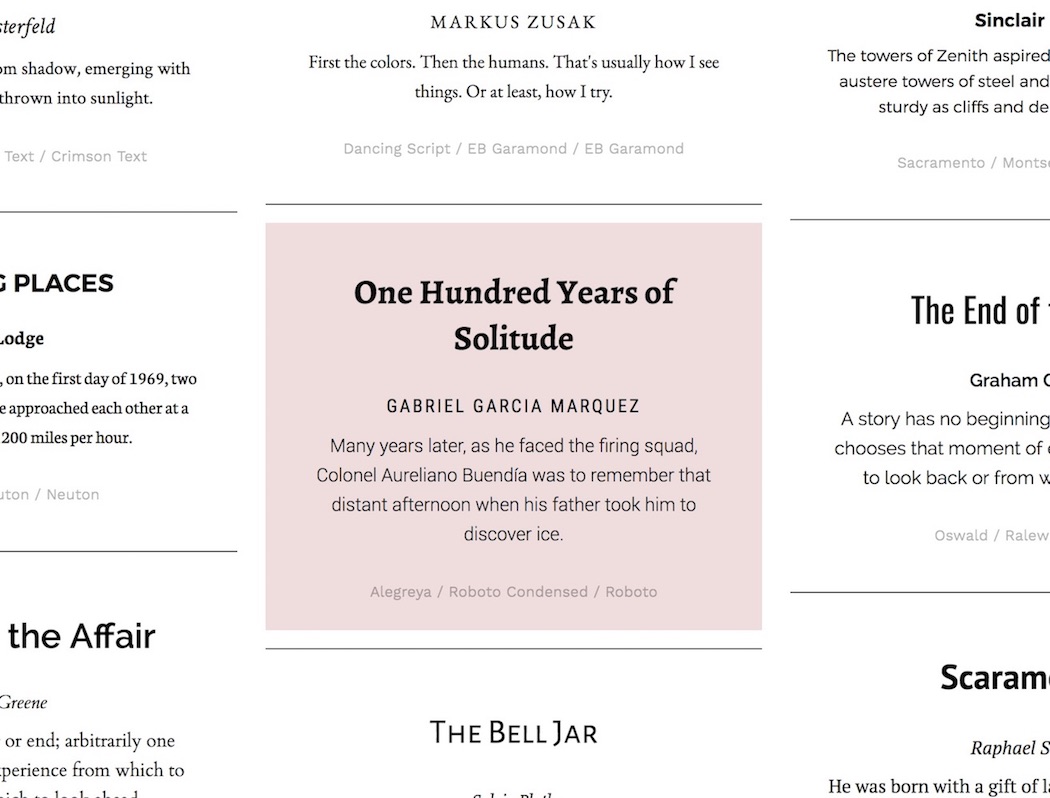 sterfeld
om shadow, emerging with
thrown into sunlight.
Text / Crimson Text
G PLACES
Lodge
, on the first day of 1969, two
e approached each other at a
200 miles per hour.
uton / Neuton
the Affair
Greene
or end; arbitrarily one
xperience from which to
MARKUS ZUSAK
First the colors. Then the humans. That's usually how I see
things. Or at least, how I try.
Dancing Script / EB Garamond / EB Garamond
One Hundred Years of
Solitude
GABRIEL GARCIA MARQUEZ
Many years later, as he faced the firing squad,
Colonel Aureliano Buendía was to remember that
distant afternoon when his father took him to
discover ice.
Alegreya / Roboto Condensed / Roboto
The Bell Jar
Sinclair
The towers of Zenith aspired
austere towers of steel and
sturdy as cliffs and de
Sacramento / Montse
The End of
Graham G
A story has no beginning
chooses that moment of e
to look back or from w
Oswald / Ralew
Scaramo
Raphael S
He was born with a gift of la